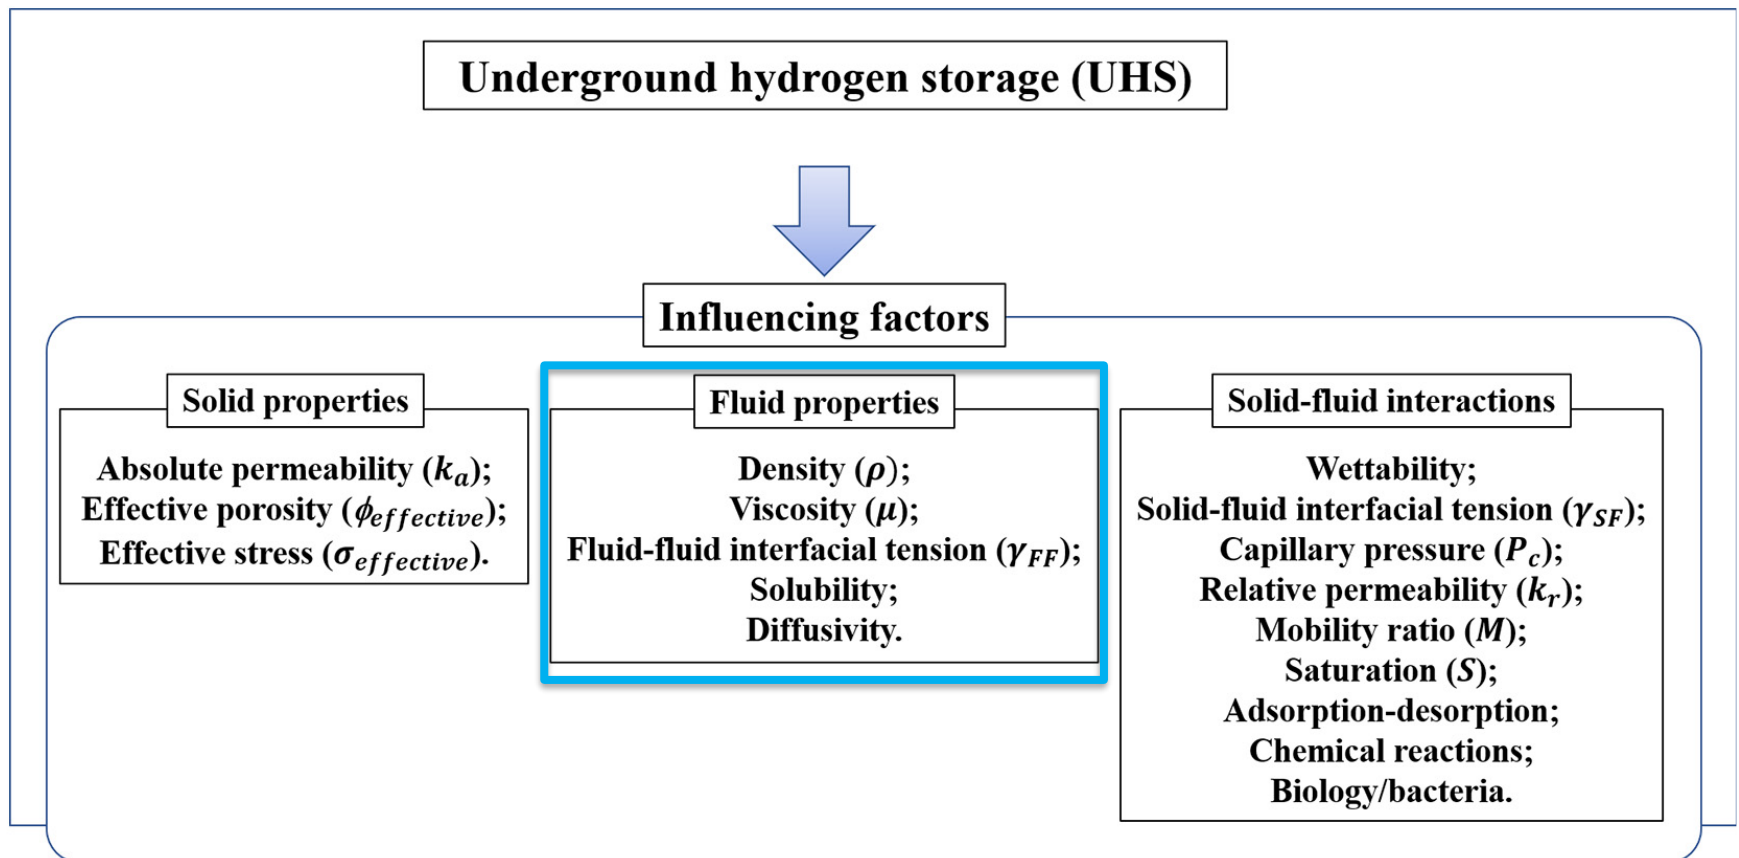 Underground hydrogen storage (UHS)
Influencing factors
Solid properties
Absolute permeability (kₐ);
Effective porosity (ϕ_effective);
Effective stress (σ_effective).
Fluid properties
Density (ρ);
Viscosity (μ);
Fluid-fluid interfacial tension (γ_FF);
Solubility;
Diffusivity.
Solid-fluid interactions
Wettability;
Solid-fluid interfacial tension (γ_SF);
Capillary pressure (P_c);
Relative permeability (k_r);
Mobility ratio (M);
Saturation (S);
Adsorption-desorption;
Chemical reactions;
Biology/bacteria.